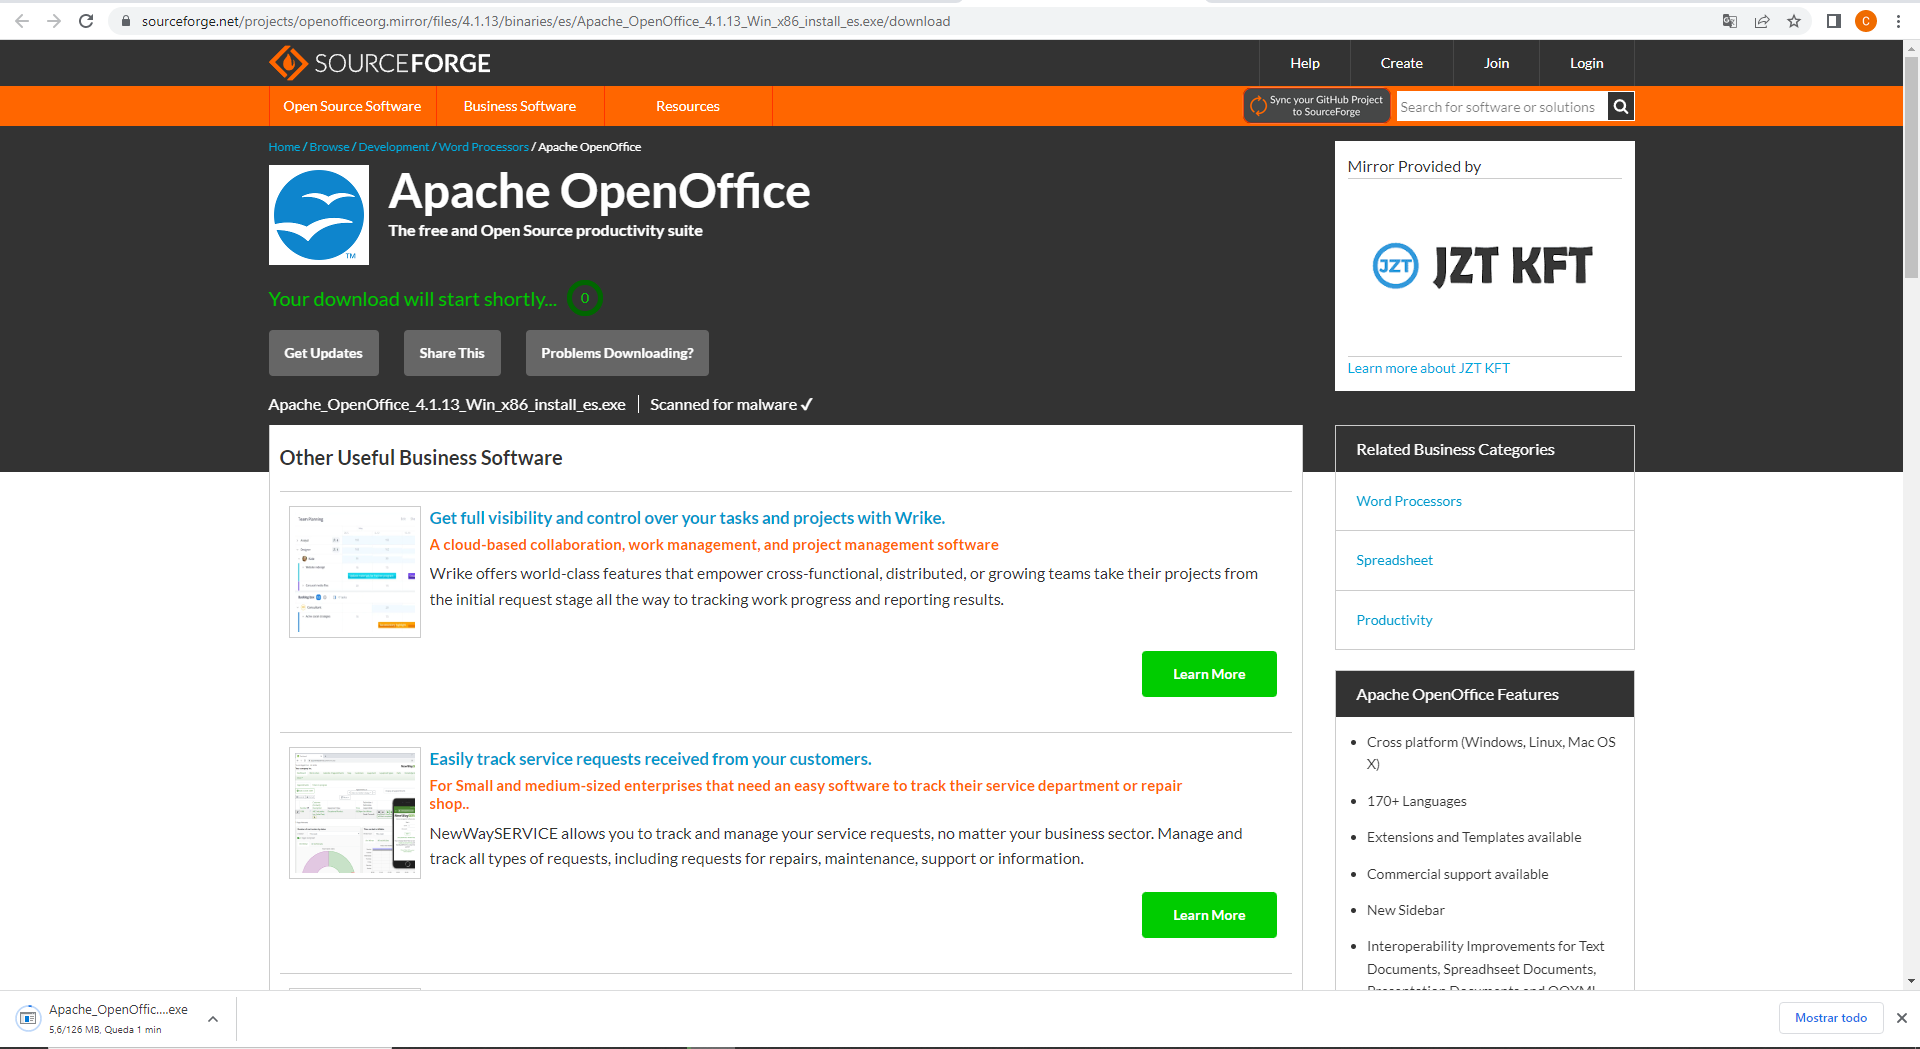 sourceforge.net/projects/openofficeorg.mirror/files/4.1.13/binaries/es/Apache_OpenOffice_4.1.13_Win_x86_install_es.exe/download
C
SOURCEFORGE
Help
Create
Join
Login
Open Source Software
Business Software
Resources
Sync your GitHub Project
to SourceForge
Search for software or solutions
Home / Browse / Development / Word Processors / Apache OpenOffice
Apache OpenOffice
The free and Open Source productivity suite
TM
Your download will start shortly... 0
Get Updates
Share This
Problems Downloading?
Apache_OpenOffice_4.1.13_Win_x86_install_es.exe | Scanned for malware ✓
Mirror Provided by
JZT JZT KFT
Learn more about JZT KFT
Other Useful Business Software
Get full visibility and control over your tasks and projects with Wrike.
A cloud-based collaboration, work management, and project management software
Wrike offers world-class features that empower cross-functional, distributed, or growing teams take their projects from
the initial request stage all the way to tracking work progress and reporting results.
Learn More
Easily track service requests received from your customers.
For Small and medium-sized enterprises that need an easy software to track their service department or repair
shop..
NewWaySERVICE allows you to track and manage your service requests, no matter your business sector. Manage and
track all types of requests, including requests for repairs, maintenance, support or information.
Learn More
Related Business Categories
Word Processors
Spreadsheet
Productivity
Apache OpenOffice Features
Cross platform (Windows, Linux, Mac OS
X)
170+ Languages
Extensions and Templates available
Commercial support available
New Sidebar
Interoperability Improvements for Text
Documents, Spreadhseet Documents,
Presentation Documents and OOXML
Apache_OpenOffic....exe
5,6/126 MB, Queda 1 min
Mostrar todo